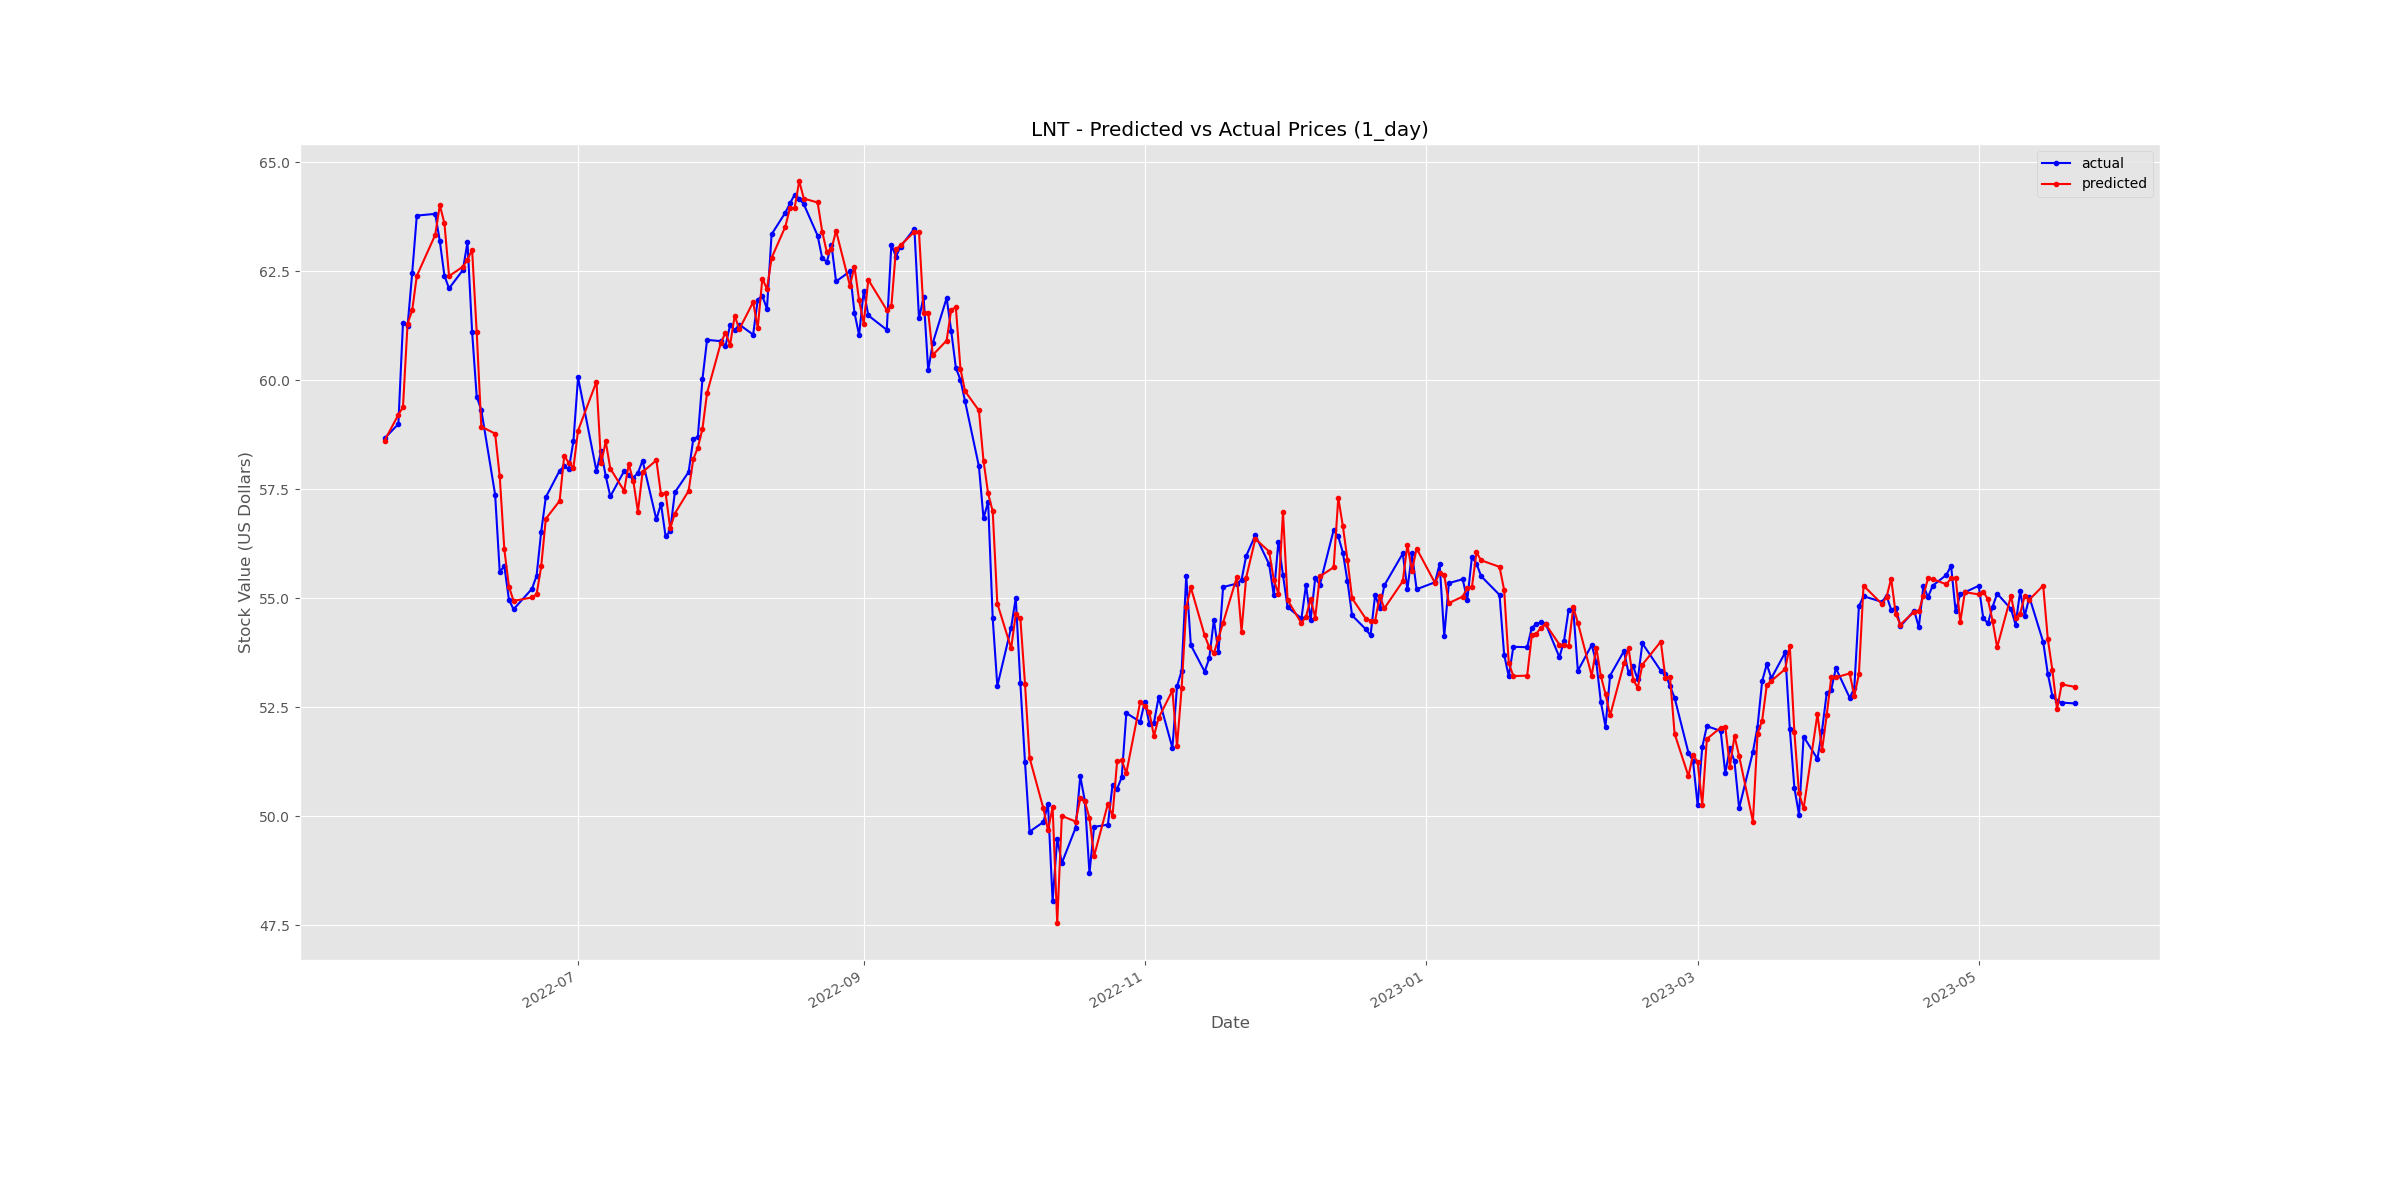 LNT - Predicted vs Actual Prices (1_day)
65.0
62.5
60.0
57.5
55.0
52.5
50.0
47.5
Stock Value (US Dollars)
actual
predicted
2022-07
2022-09
2022-11
2023-01
2023-03
2023-05
Date